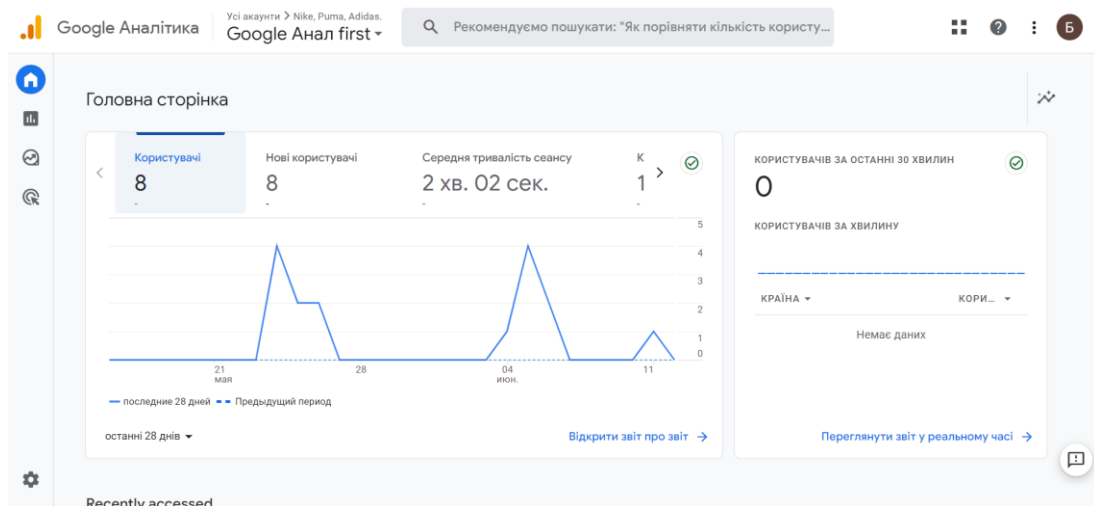 Google Аналітика
Усі акаунти > Nike, Puma, Adidas.
Google Анал first
Рекомендуємо пошукати: "Як порівняти кількість користу...
Б
Головна сторінка
Користувачі
8
-
Нові користувачі
8
-
Середня тривалість сеансу
2 хв. 02 сек.
-
К
1
-
5
4
3
2
1
0
21
мая
28
04
июн.
11
последние 28 дней
Предыдущий период
останні 28 днів
Відкрити звіт про звіт
КОРИСТУВАЧІВ ЗА ОСТАННІ 30 ХВИЛИН
0
КОРИСТУВАЧІВ ЗА ХВИЛИНУ
КРАЇНА
КОРИ...
Немає даних
Переглянути звіт у реальному часі
Recently accessed